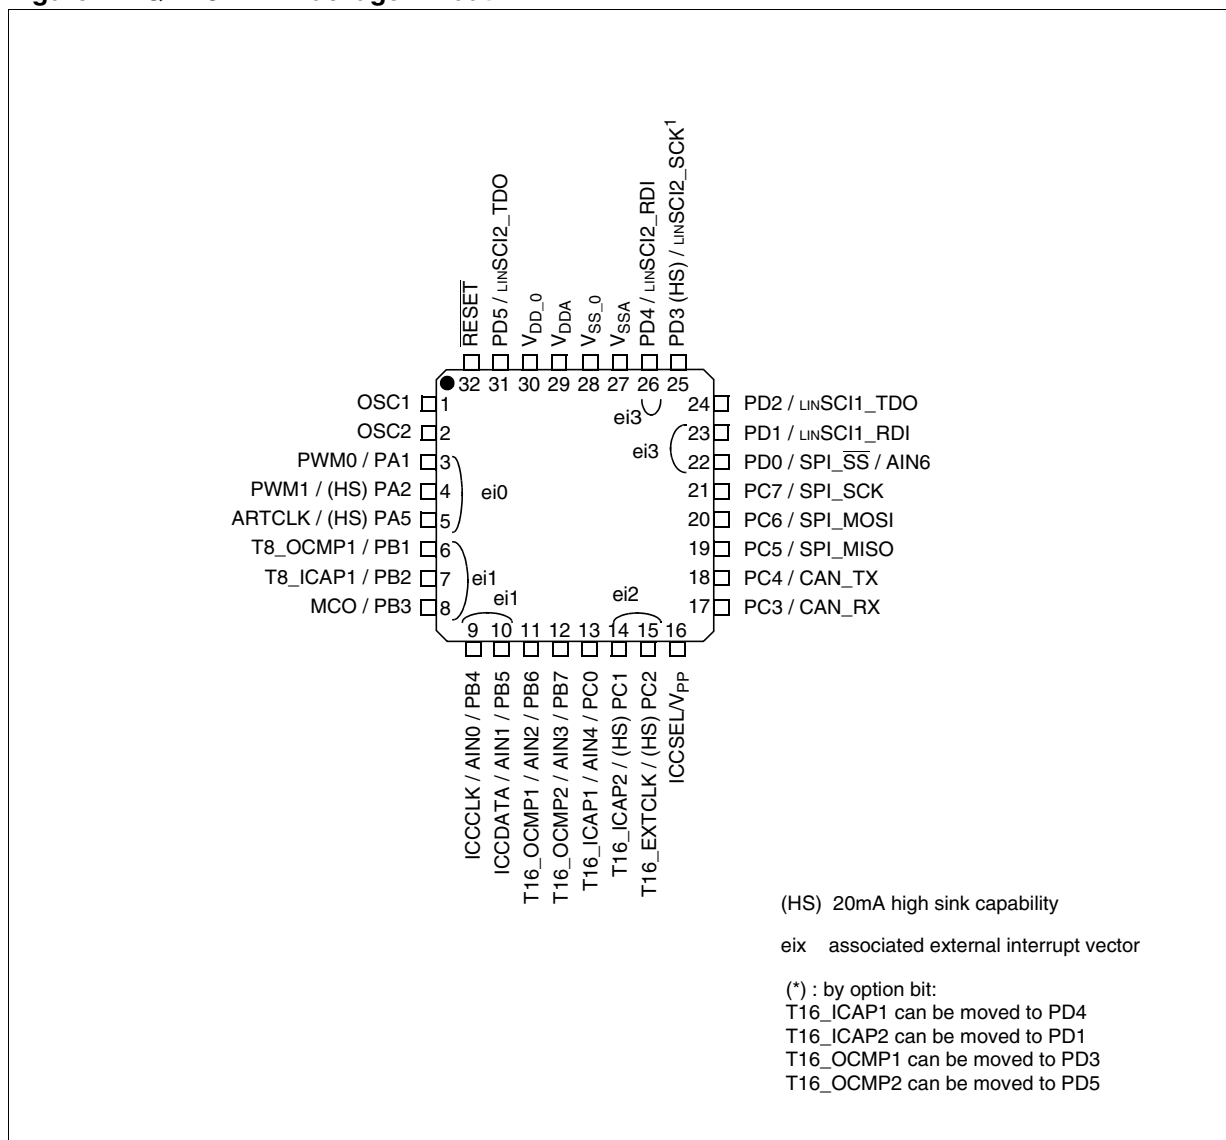 RESET
PD5 / LINSCI2_TDO
VDD_0
VDDA
VSS_0
VSSA
PD4 / LINSCI2_RDI
PD3 (HS) / LINSCI2_SCK1
32 31 30 29 28 27 26 25
ei3
OSC1 1
OSC2 2
PWM0 / PA1 3
PWM1 / (HS) PA2 4
ARTCLK / (HS) PA5 5
ei0
T8_OCMP1 / PB1 6
T8_ICAP1 / PB2 7
MCO / PB3 8
ei1
24 PD2 / LINSCI1_TDO
23 PD1 / LINSCI1_RDI
22 PD0 / SPI_SS / AIN6
ei3
21 PC7 / SPI_SCK
20 PC6 / SPI_MOSI
19 PC5 / SPI_MISO
18 PC4 / CAN_TX
17 PC3 / CAN_RX
ei1
ei2
9 10 11 12 13 14 15 16
ICCCLK / AIN0 / PB4
ICCDATA / AIN1 / PB5
T16_OCMP1 / AIN2 / PB6
T16_OCMP2 / AIN3 / PB7
T16_ICAP1 / AIN4 / PC0
T16_ICAP2 / (HS) PC1
T16_EXTCLK / (HS) PC2
ICCSEL/VPP
(HS) 20mA high sink capability
eix associated external interrupt vector
(*) : by option bit:
T16_ICAP1 can be moved to PD4
T16_ICAP2 can be moved to PD1
T16_OCMP1 can be moved to PD3
T16_OCMP2 can be moved to PD5